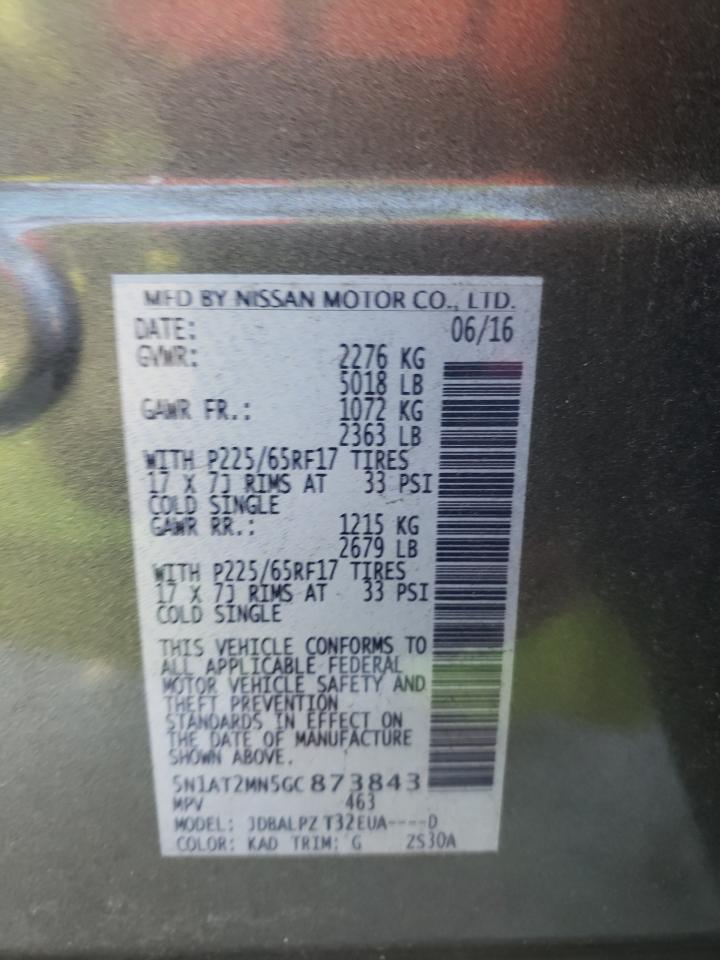 MFD BY NISSAN MOTOR CO., LTD.
DATE: 06/16
GVWR: 2276 KG
5018 LB
GAWR FR.: 1072 KG
2363 LB
WITH P225/65RF17 TIRES
17 X 7J RIMS AT 33 PSI
COLD SINGLE
GAWR RR.: 1215 KG
2679 LB
WITH P225/65RF17 TIRES
17 X 7J RIMS AT 33 PSI
COLD SINGLE
THIS VEHICLE CONFORMS TO
ALL APPLICABLE FEDERAL
MOTOR VEHICLE SAFETY AND
THEFT PREVENTION
STANDARDS IN EFFECT ON
THE DATE OF MANUFACTURE
SHOWN ABOVE.
5N1AT2MN5GC873843
MPV 463
MODEL: JDBALPZ T32EUA----D
COLOR: KAD TRIM: G ZS30A